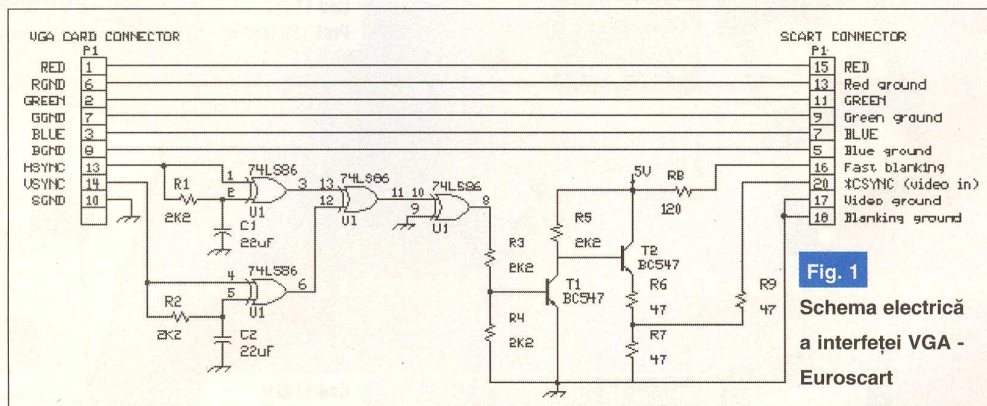 VGA CARD CONNECTOR
P1
RED 1
RGND 6
GREEN 2
GGND 7
BLUE 3
BGND 8
HSYNC 13
VSYNC 14
SGND 10
SCART CONNECTOR
P1
15 RED
13 Red ground
11 GREEN
9 Green ground
7 BLUE
5 Blue ground
16 Fast blanking
20 *CSYNC (video in)
17 Video ground
18 Blanking ground
74LS86
1
2
3
U1
R1
2K2
C1
22uF
74LS86
13
12
11
U1
74LS86
10
9
8
U1
74LS86
4
5
6
U1
R2
2K2
C2
22uF
R3
2K2
R4
2K2
R5
2K2
T1
BC547
5V
R8
120
T2
BC547
R6
47
R7
47
R9
47
Fig. 1
Schema electrică
a interfeței VGA -
Euroscart